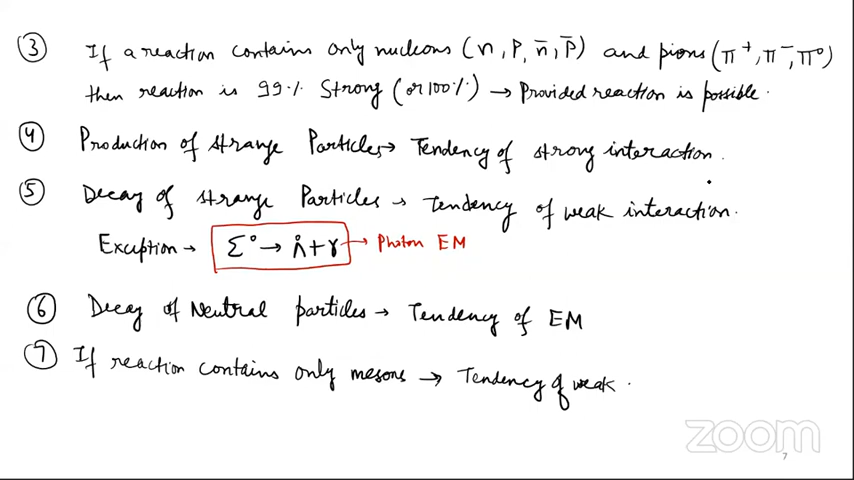 ③ If a reaction contains only nucleons (n, P, n̄, P̄) and pions (π⁺, π⁻, π⁰)
then reaction is 99.% Strong (or 100%) → Provided reaction is possible.
④ Production of strange Particles → Tendency of strong interaction.
⑤ Decay of strange Particles → Tendency of weak interaction.
Exception → Σ⁰ → Λ° + γ → Photon EM
⑥ Decay of Neutral particles → Tendency of EM
⑦ If reaction contains only mesons → Tendency of weak.
zoom
7